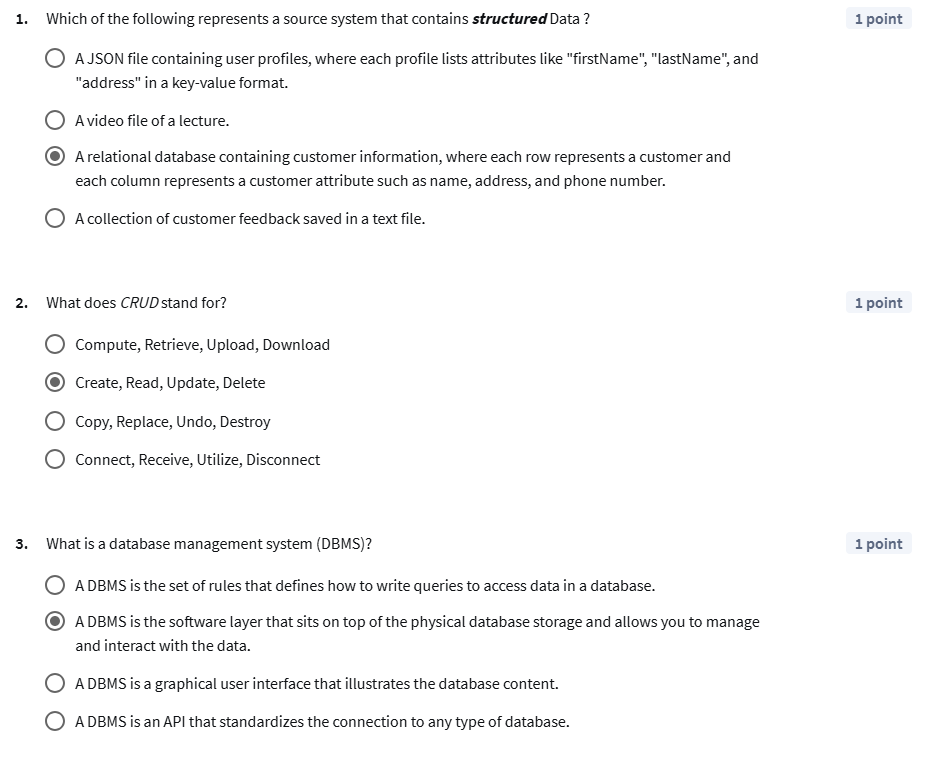 1. Which of the following represents a source system that contains structured Data ? 1 point
A JSON file containing user profiles, where each profile lists attributes like "firstName", "lastName", and
"address" in a key-value format.
A video file of a lecture.
A relational database containing customer information, where each row represents a customer and
each column represents a customer attribute such as name, address, and phone number.
A collection of customer feedback saved in a text file.
2. What does CRUD stand for? 1 point
Compute, Retrieve, Upload, Download
Create, Read, Update, Delete
Copy, Replace, Undo, Destroy
Connect, Receive, Utilize, Disconnect
3. What is a database management system (DBMS)? 1 point
A DBMS is the set of rules that defines how to write queries to access data in a database.
A DBMS is the software layer that sits on top of the physical database storage and allows you to manage
and interact with the data.
A DBMS is a graphical user interface that illustrates the database content.
A DBMS is an API that standardizes the connection to any type of database.